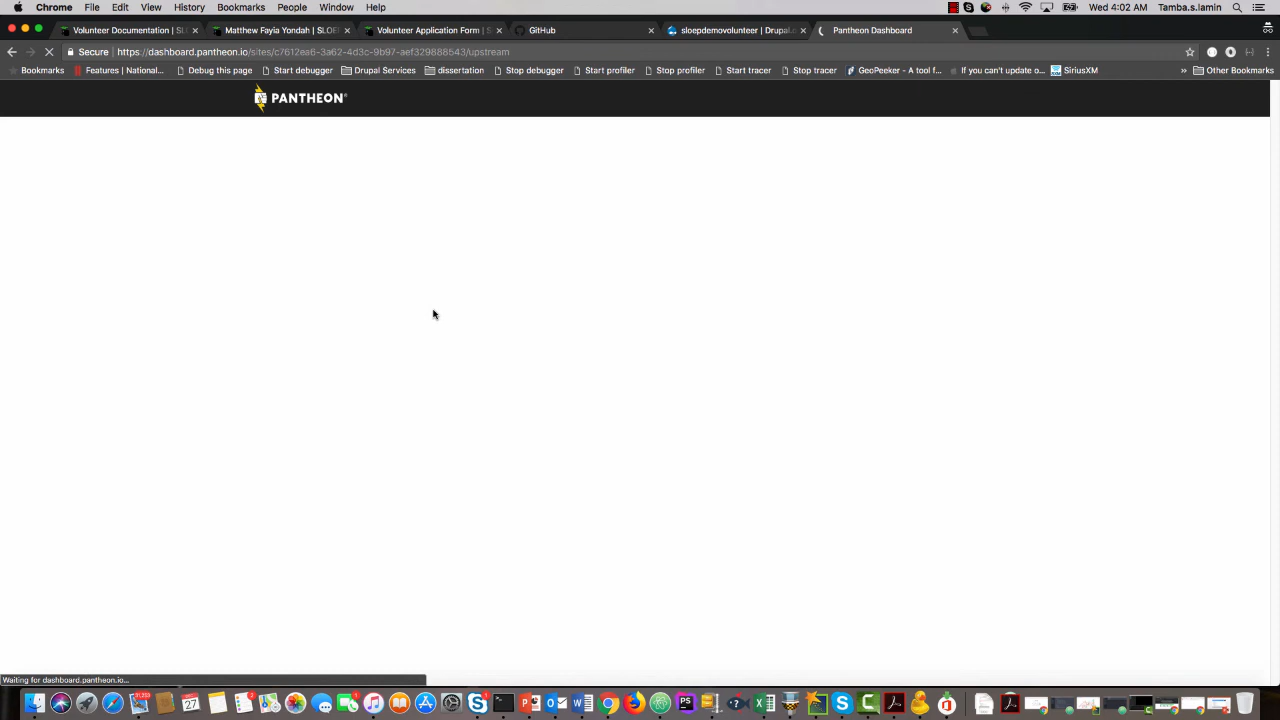 Chrome File Edit View History Bookmarks People Window Help Wed 4:02 AM Tamba.s.lamin
Volunteer Documentation | SL Matthew Fayia Yondah | SLOE Volunteer Application Form | S GitHub sloepdemovolunteer | Drupal.o Pantheon Dashboard
Secure https://dashboard.pantheon.io/sites/c7612ea6-3a62-4d3c-9b97-aef329888543/upstream
Bookmarks Features | National... Debug this page Start debugger Drupal Services dissertation Stop debugger Start profiler Stop profiler Start tracer Stop tracer GeoPeeker - A tool f... If you can't update o... SiriusXM » Other Bookmarks
PANTHEON
Waiting for dashboard.pantheon.io...